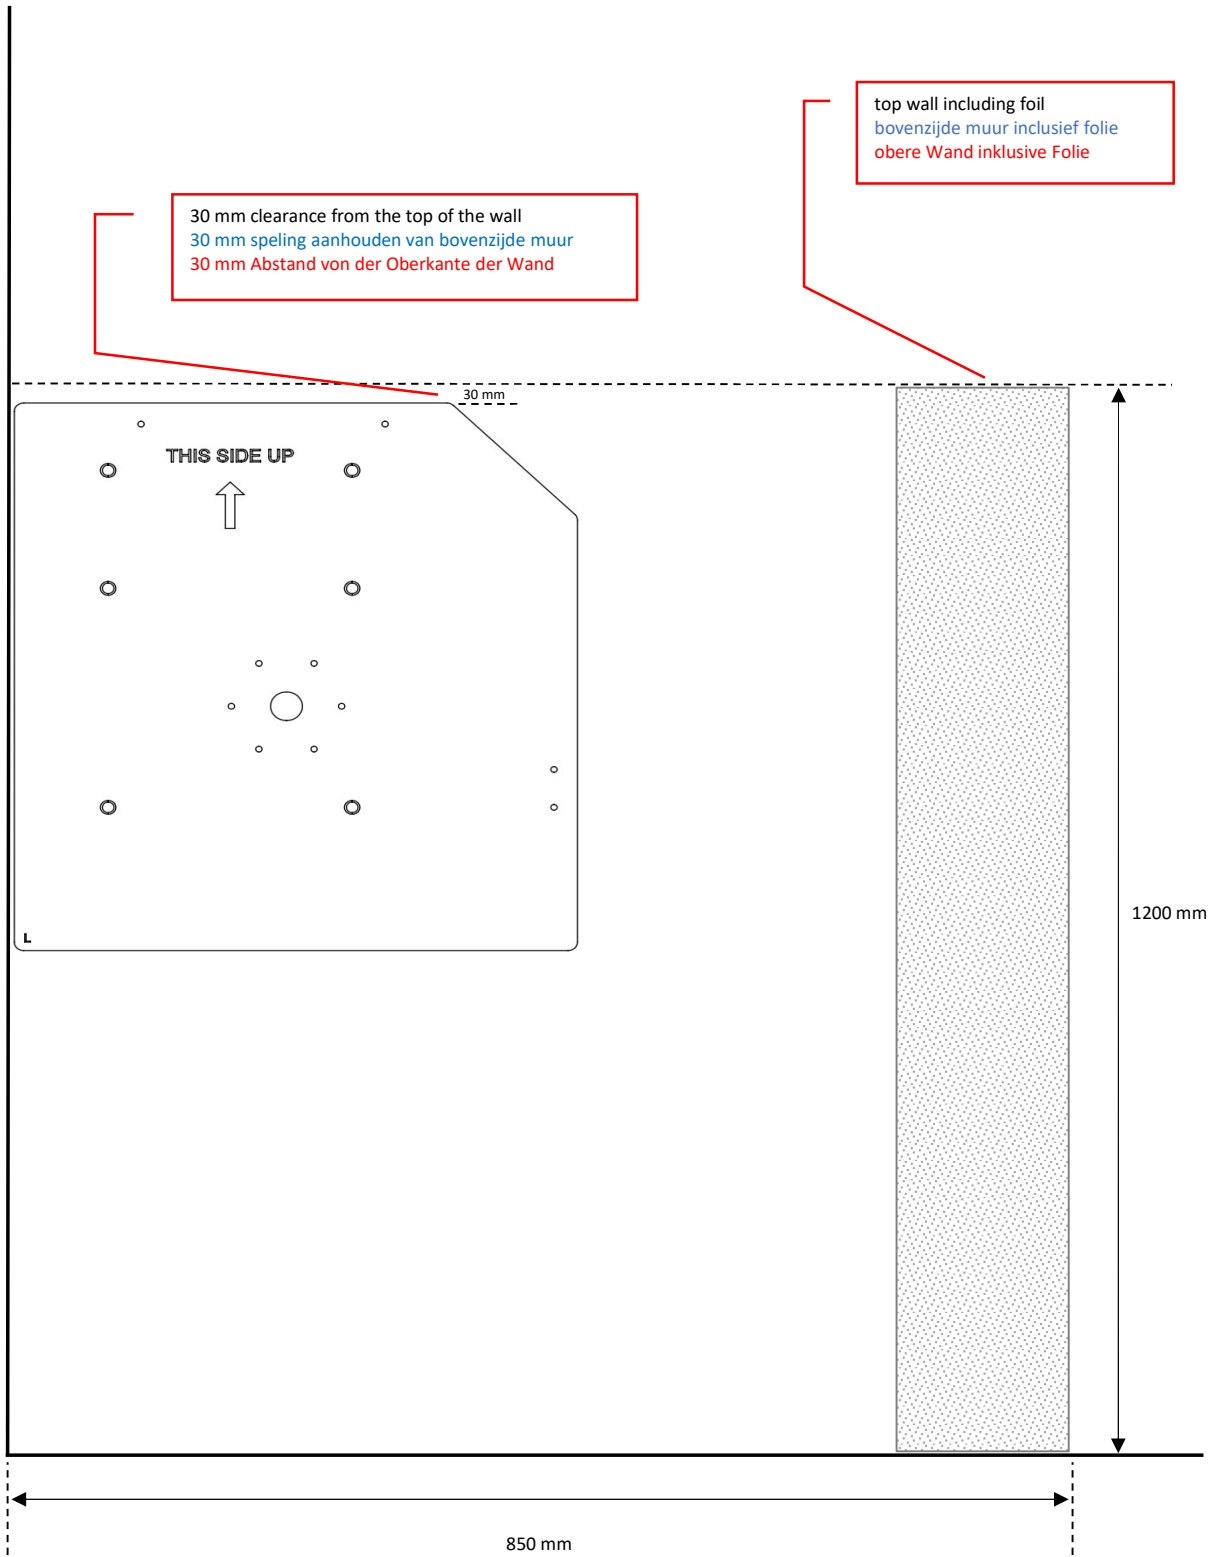 top wall including foil
bovenzijde muur inclusief folie
obere Wand inklusive Folie
30 mm clearance from the top of the wall
30 mm speling aanhouden van bovenzijde muur
30 mm Abstand von der Oberkante der Wand
30 mm
THIS SIDE UP
1200 mm
L
850 mm